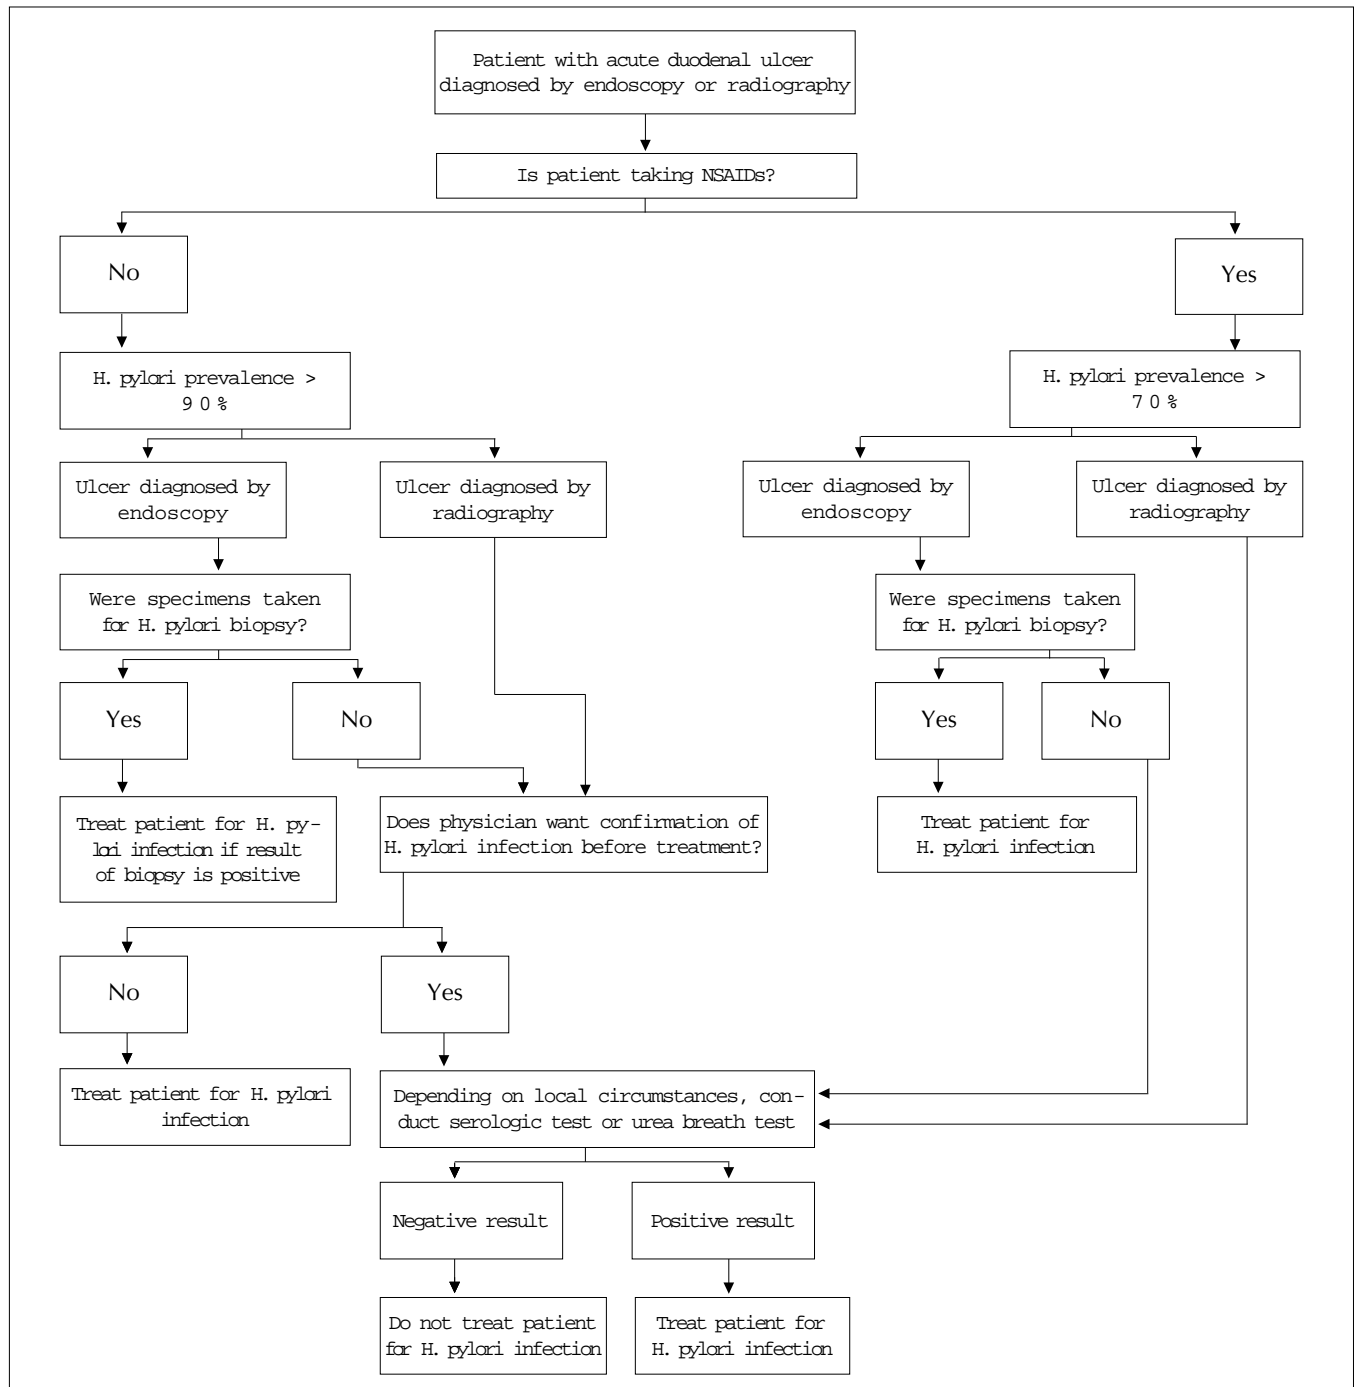 Patient with acute duodenal ulcer
diagnosed by endoscopy or radiography
Is patient taking NSAIDs?
No
Yes
H. pylori prevalence >
90%
H. pylori prevalence >
70%
Ulcer diagnosed by
endoscopy
Ulcer diagnosed by
radiography
Ulcer diagnosed by
endoscopy
Ulcer diagnosed by
radiography
Were specimens taken
for H. pylori biopsy?
Were specimens taken
for H. pylori biopsy?
Yes
No
Yes
No
Treat patient for H. py-
lori infection if result
of biopsy is positive
Does physician want confirmation of
H. pylori infection before treatment?
Treat patient for
H. pylori infection
No
Yes
Treat patient for H. pylori
infection
Depending on local circumstances, con-
duct serologic test or urea breath test
Negative result
Positive result
Do not treat patient
for H. pylori infection
Treat patient for
H. pylori infection